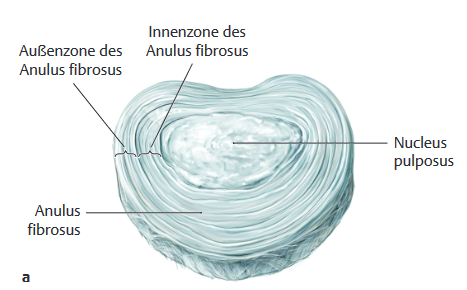 Innenzone des
Anulus fibrosus
Außenzone des
Anulus fibrosus
Nucleus
pulposus
Anulus
fibrosus
a